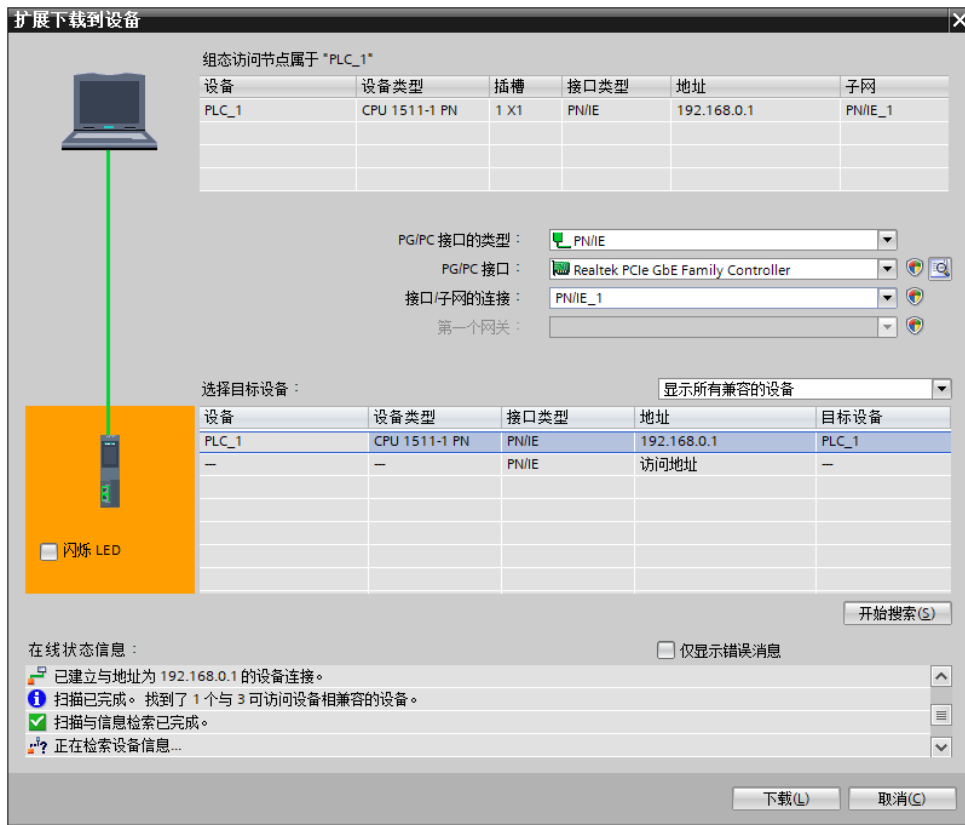 扩展下载到设备
组态访问节点属于 "PLC_1"
设备 设备类型 插槽 接口类型 地址 子网
PLC_1 CPU 1511-1 PN 1 X1 PN/IE 192.168.0.1 PN/IE_1
PG/PC 接口的类型： PN/IE
PG/PC 接口： Realtek PCIe GbE Family Controller
接口/子网的连接： PN/IE_1
第一个网关：
选择目标设备： 显示所有兼容的设备
设备 设备类型 接口类型 地址 目标设备
PLC_1 CPU 1511-1 PN PN/IE 192.168.0.1 PLC_1
— — PN/IE 访问地址 —
闪烁 LED
开始搜索(S)
在线状态信息： 仅显示错误消息
已建立与地址为 192.168.0.1 的设备连接。
扫描已完成。 找到了 1 个与 3 可访问设备相兼容的设备。
扫描与信息检索已完成。
正在检索设备信息...
下载(L) 取消(C)